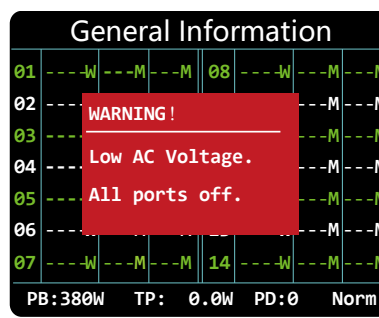 General Information
01 ----W ---M ---M 08 ----W ---M ---M
02 ---- ---M ---M
WARNING!
03 ---- ---M ---M
Low AC Voltage.
04 ---- ---M ---M
All ports off.
05 ---- ---M ---M
06 ---- ---M ---M
07 ----W ---M ---M 14 ----W ---M ---M
PB:380W TP: 0.0W PD:0 Norm